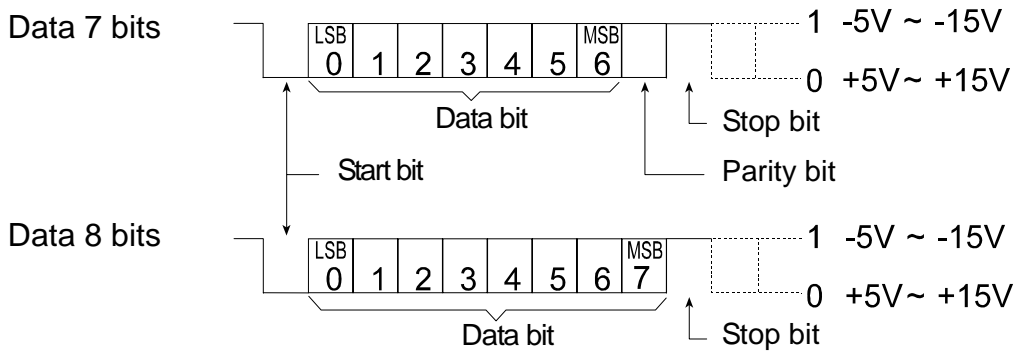 Data 7 bits
LSB MSB
0 1 2 3 4 5 6
1 -5V ~ -15V
0 +5V~ +15V
Data bit
Stop bit
Start bit
Parity bit
Data 8 bits
LSB MSB
0 1 2 3 4 5 6 7
1 -5V ~ -15V
0 +5V~ +15V
Data bit
Stop bit